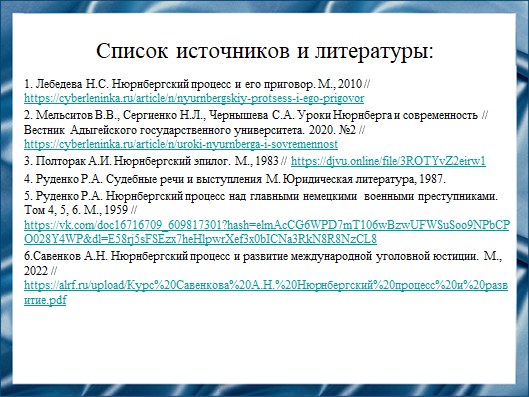 Список источников и литературы:
1. Лебедева Н.С. Нюрнбергский процесс и его приговор. М., 2010 //
https://cyberleninka.ru/article/n/nyurnbergskiy-protsess-i-ego-prigovor
2. Мельситов В.В., Сергиенко Н.Л., Чернышева С.А. Уроки Нюрнберга и современность //
Вестник Адыгейского государственного университета. 2020. №2 //
https://cyberleninka.ru/article/n/uroki-nyurnberga-i-sovremennost
3. Полторак А.И. Нюрнбергский эпилог. М., 1983 // https://djvu.online/file/3ROTYvZ2eirw1
4. Руденко Р.А. Судебные речи и выступления М. Юридическая литература, 1987.
5. Руденко Р.А. Нюрнбергский процесс над главными немецкими военными преступниками.
Том 4, 5, 6. М., 1959 //
https://vk.com/doc16716709_609817301?hash=elmAcCG6WPD7mT106wBzwUFWSuSoo9NPbCP
O028Y4WP&dl=E58rj5sFSEzx7heHlpwrXef3x0bICNa3RkN8R8NzCL8
6.Савенков А.Н. Нюрнбергский процесс и развитие международной уголовной юстиции. М.,
2022 //
https://alrf.ru/upload/Курс%20Савенкова%20А.Н.%20Нюрнбергский%20процесс%20и%20разв
итие.pdf